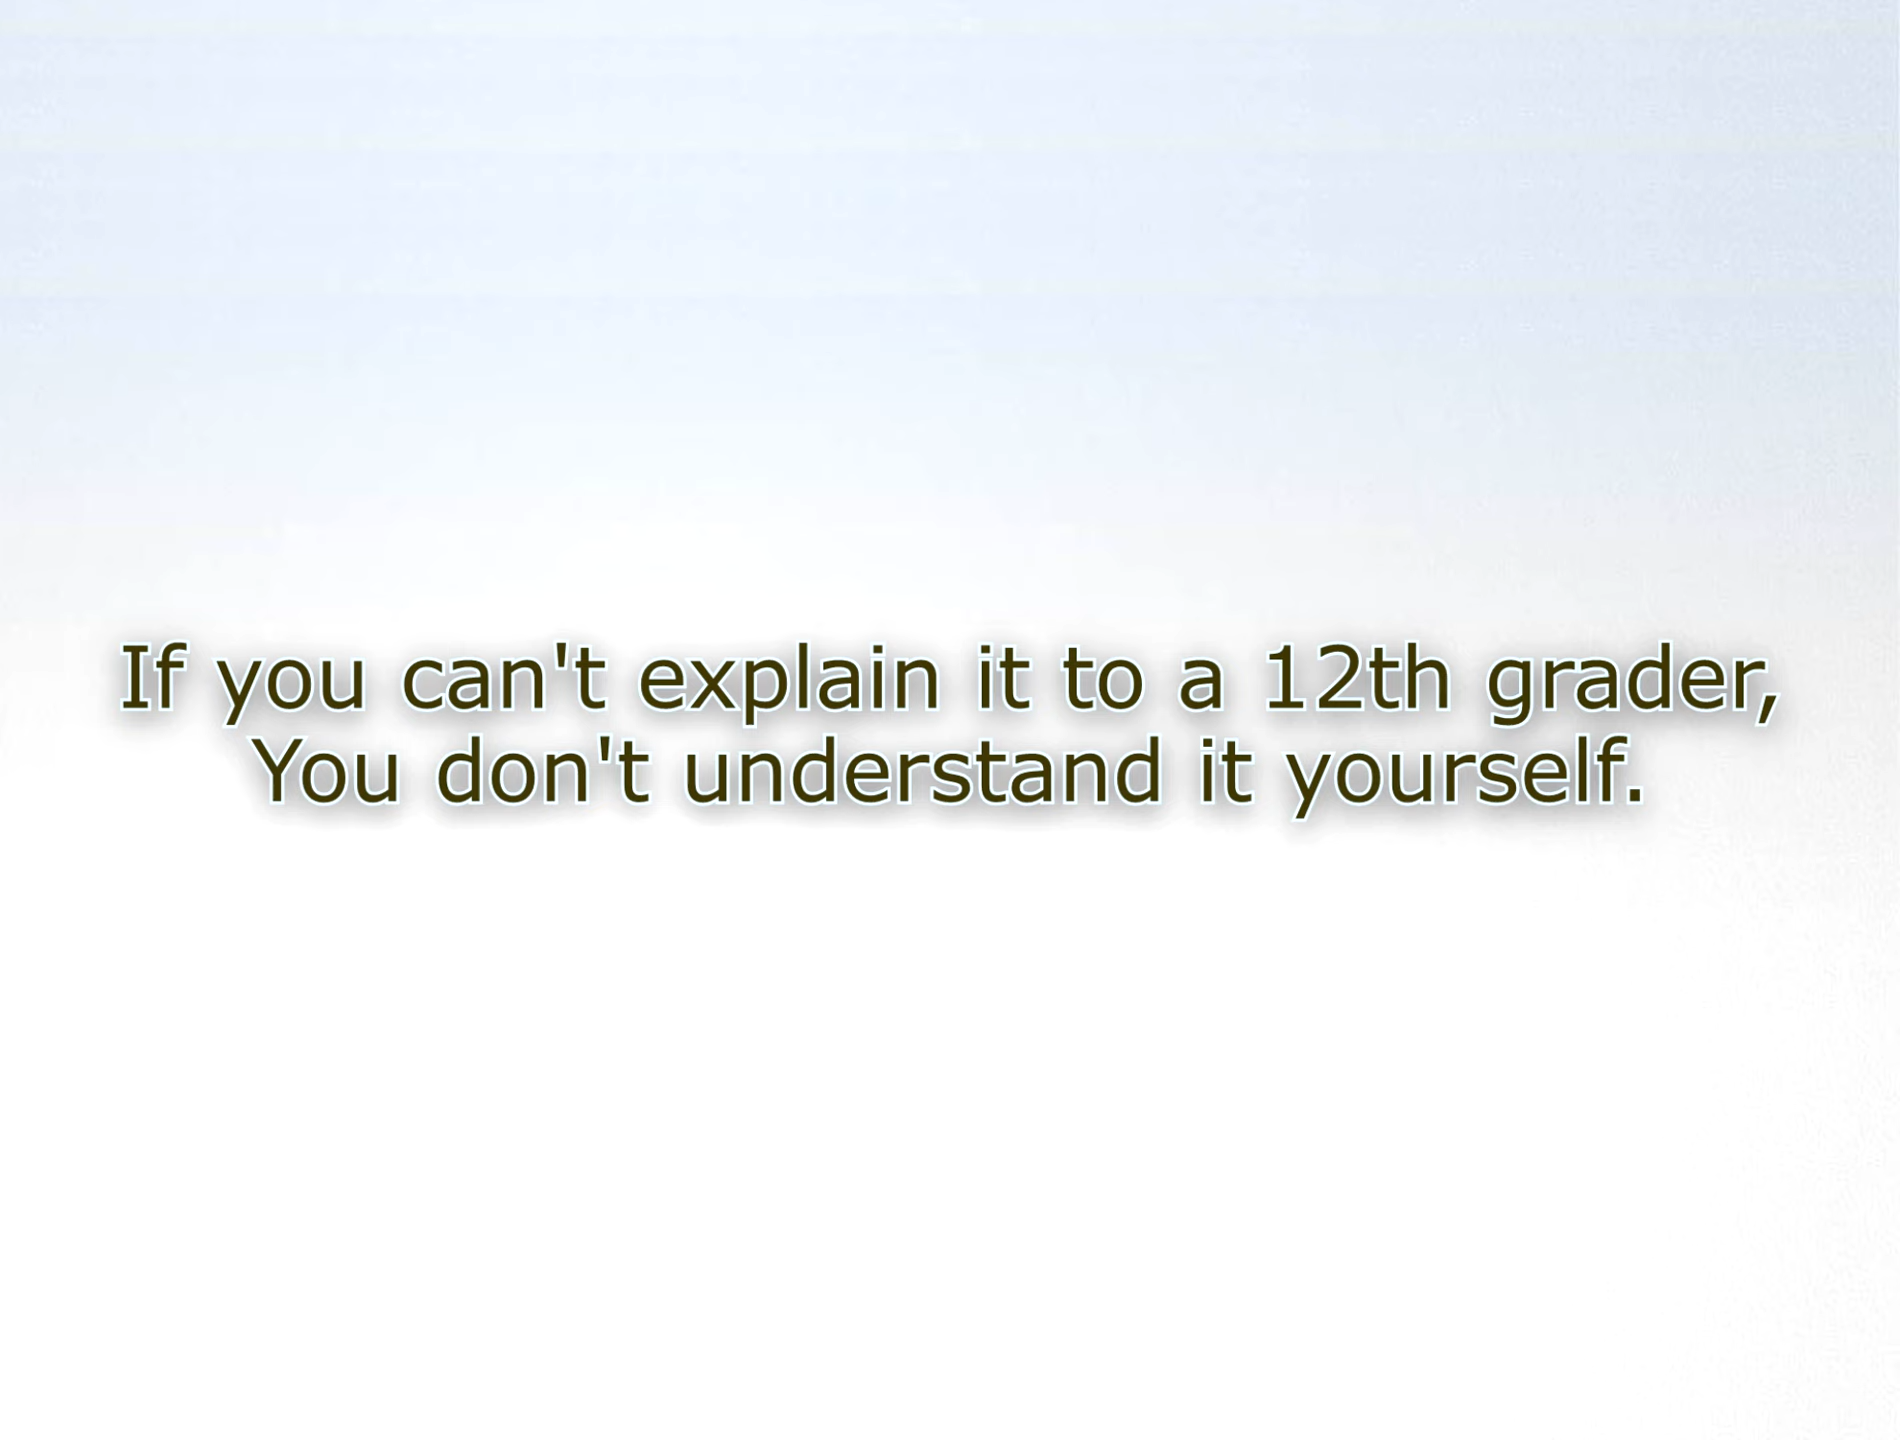 If you can't explain it to a 12th grader,
You don't understand it yourself.